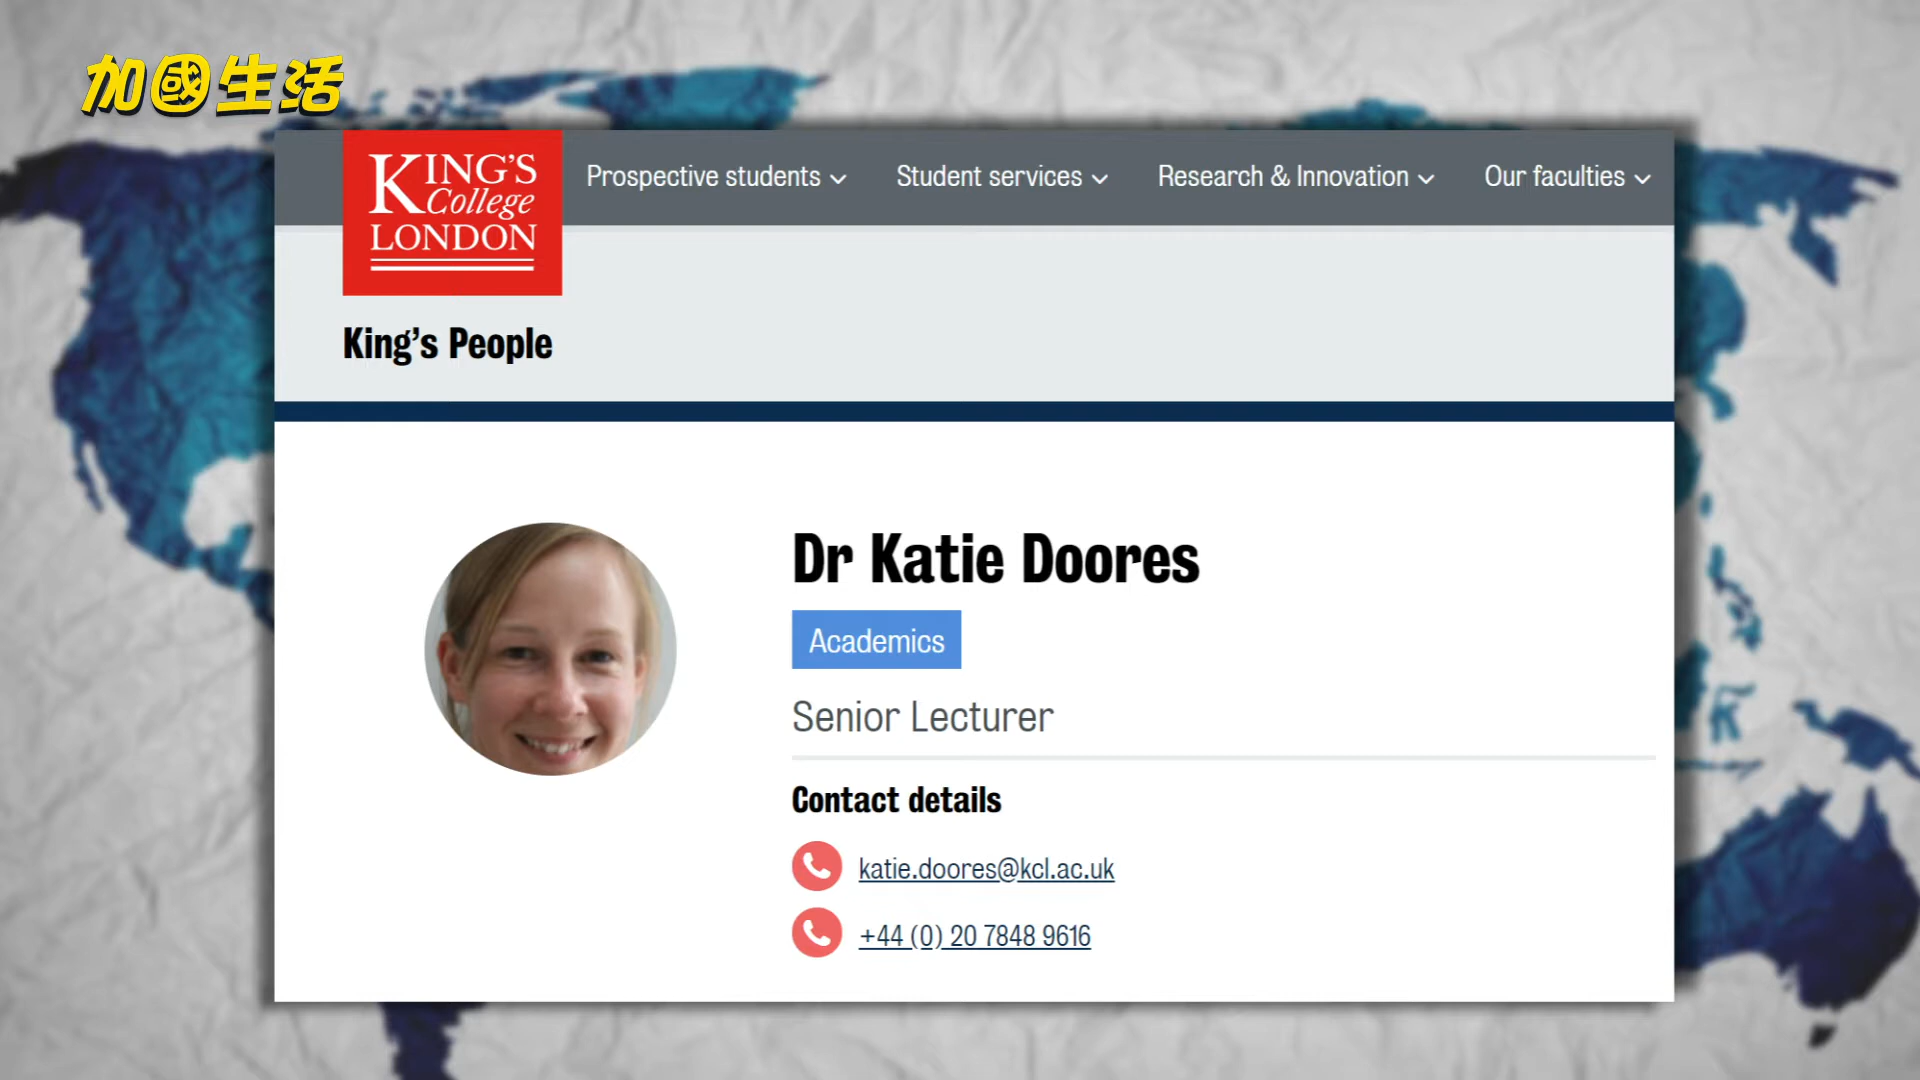 加國生活
KING'S
College
LONDON
Prospective students
Student services
Research & Innovation
Our faculties
King's People
Dr Katie Doores
Academics
Senior Lecturer
Contact details
katie.doores@kcl.ac.uk
+44 (0) 20 7848 9616